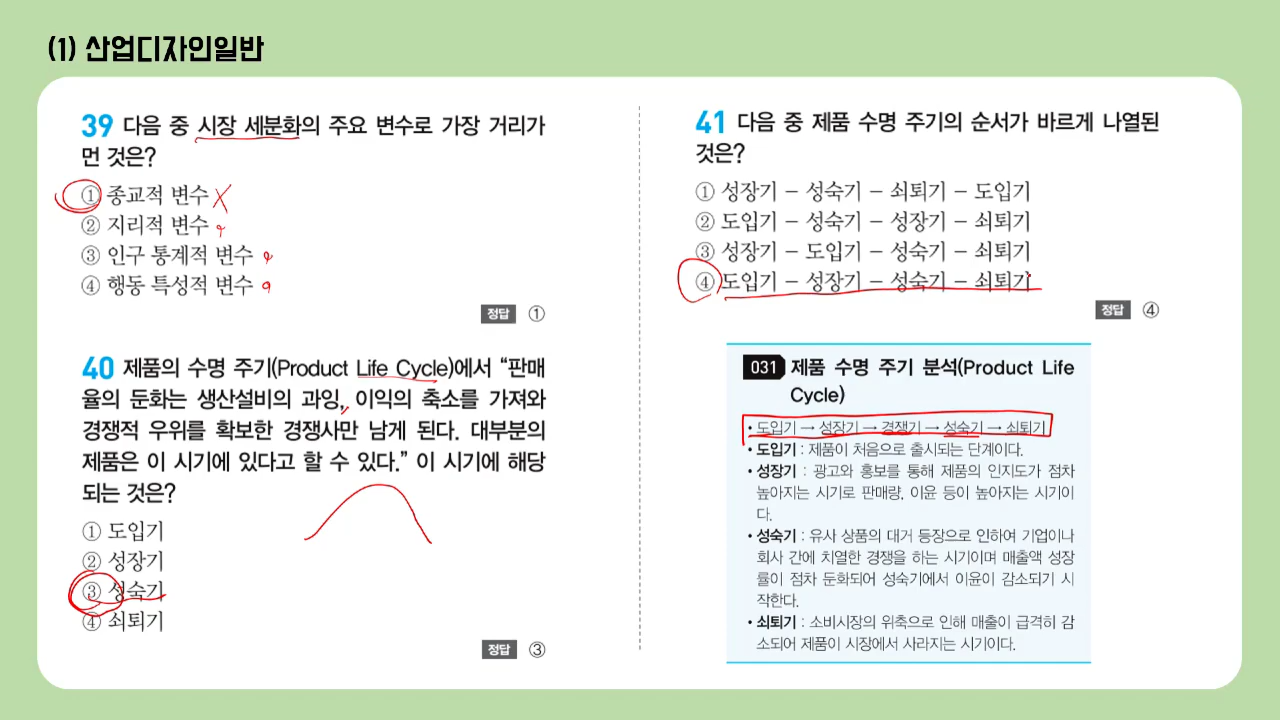 (1) 산업디자인일반
39 다음 중 시장 세분화의 주요 변수로 가장 거리가
먼 것은?
① 종교적 변수
② 지리적 변수
③ 인구 통계적 변수
④ 행동 특성적 변수
정답 ①
40 제품의 수명 주기(Product Life Cycle)에서 “판매
율의 둔화는 생산설비의 과잉, 이익의 축소를 가져와
경쟁적 우위를 확보한 경쟁사만 남게 된다. 대부분의
제품은 이 시기에 있다고 할 수 있다.” 이 시기에 해당
되는 것은?
① 도입기
② 성장기
③ 성숙기
④ 쇠퇴기
정답 ③
41 다음 중 제품 수명 주기의 순서가 바르게 나열된
것은?
① 성장기 – 성숙기 – 쇠퇴기 – 도입기
② 도입기 – 성숙기 – 성장기 – 쇠퇴기
③ 성장기 – 도입기 – 성숙기 – 쇠퇴기
④ 도입기 – 성장기 – 성숙기 – 쇠퇴기
정답 ④
031 제품 수명 주기 분석(Product Life
Cycle)
• 도입기 → 성장기 → 경쟁기 → 성숙기 → 쇠퇴기
• 도입기 : 제품이 처음으로 출시되는 단계이다.
• 성장기 : 광고와 홍보를 통해 제품의 인지도가 점차
높아지는 시기로 판매량, 이윤 등이 높아지는 시기이
다.
• 성숙기 : 유사 상품의 대거 등장으로 인하여 기업이나
회사 간에 치열한 경쟁을 하는 시기이며 매출액 성장
률이 점차 둔화되어 성숙기에서 이윤이 감소되기 시
작한다.
• 쇠퇴기 : 소비시장의 위축으로 인해 매출이 급격히 감
소되어 제품이 시장에서 사라지는 시기이다.